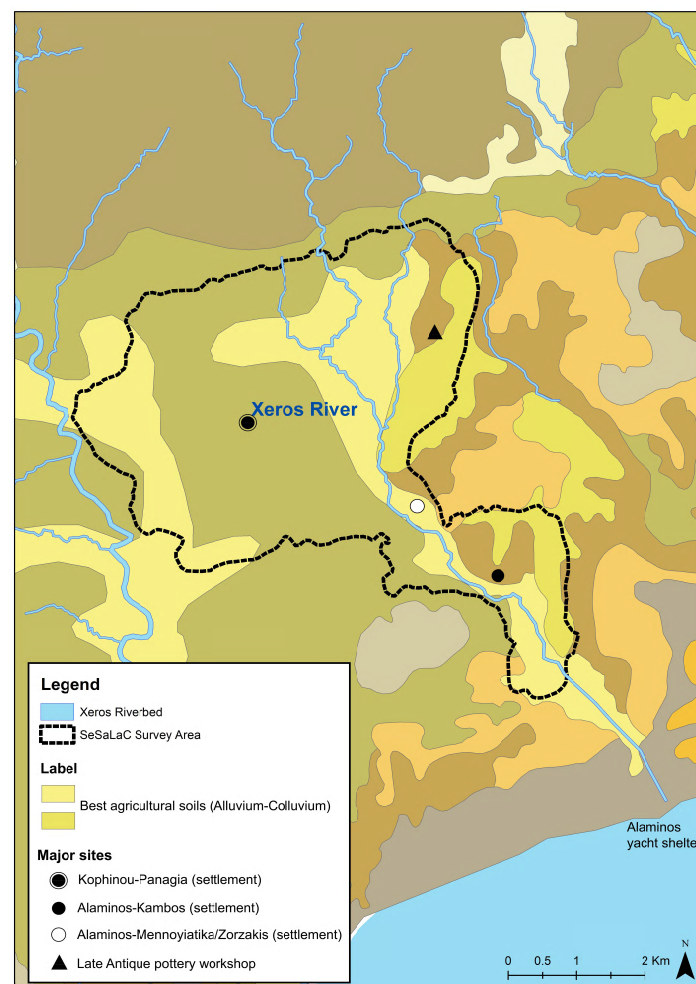 Xeros River
Legend
Xeros Riverbed
SeSaLaC Survey Area
Label
Best agricultural soils (Alluvium-Colluvium)
Major sites
Kophinou-Panagia (settlement)
Alaminos-Kambos (settlement)
Alaminos-Mennoyiatika/Zorzakis (settlement)
Late Antique pottery workshop
Alaminos
yacht shelte
N
0 0.5 1 2 Km